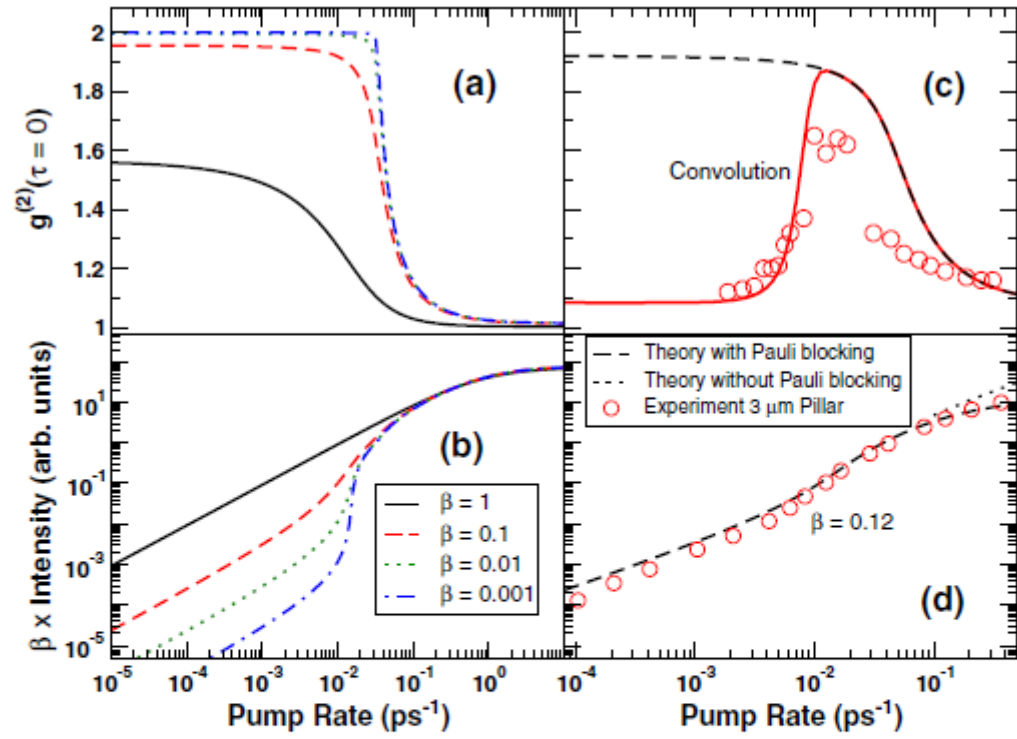 2
1.8
1.6
1.4
1.2
1
g(2)(τ = 0)
(a)
(c)
Convolution
10^1
10^-1
10^-3
10^-5
β x Intensity (arb. units)
(b)
β = 1
β = 0.1
β = 0.01
β = 0.001
Theory with Pauli blocking
Theory without Pauli blocking
Experiment 3 μm Pillar
β = 0.12
(d)
10^-5 10^-4 10^-3 10^-2 10^-1 10^0
Pump Rate (ps^-1)
10^-4 10^-3 10^-2 10^-1
Pump Rate (ps^-1)